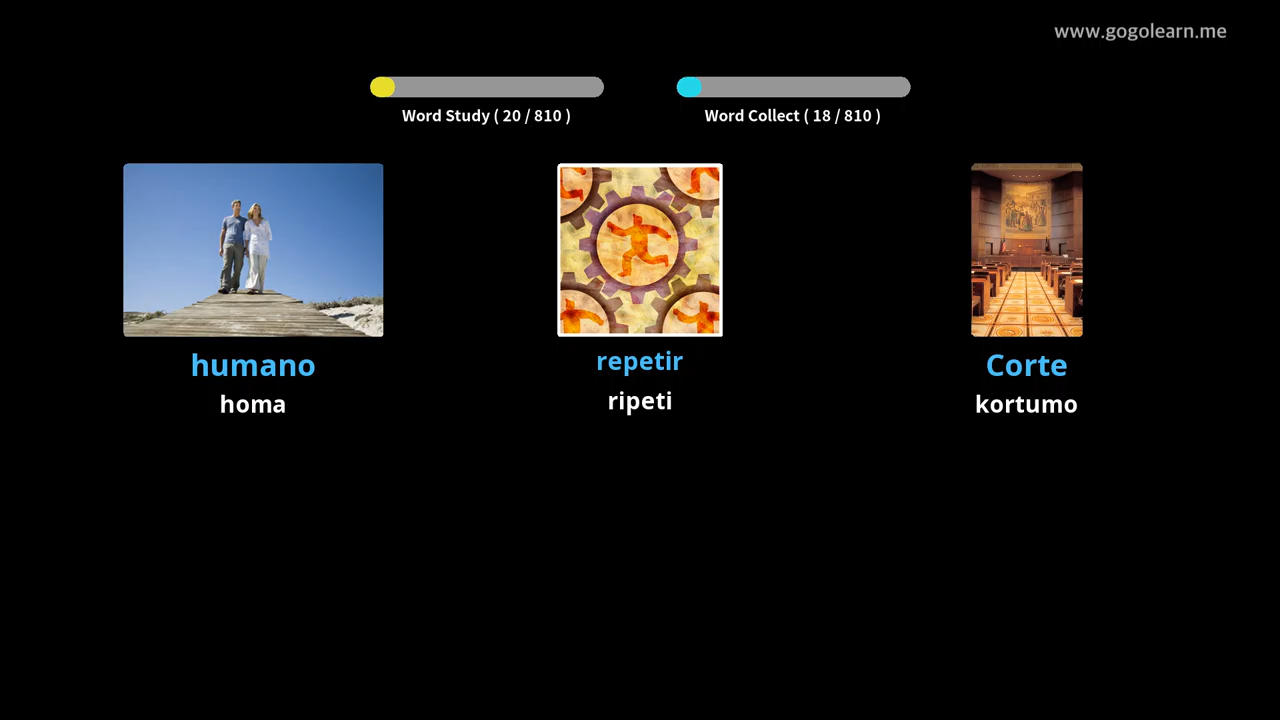 www.gogolearn.me
Word Study ( 20 / 810 )
Word Collect ( 18 / 810 )
humano
homa
repetir
ripeti
Corte
kortumo